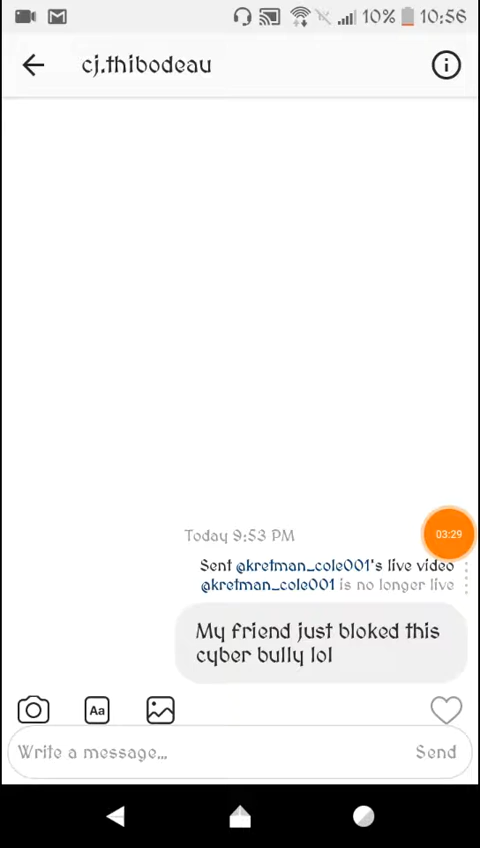 10% 10:56
cj.thibodeau
Today 9:53 PM
03:29
Sent @kretman_cole001's live video
@kretman_cole001 is no longer live
My friend just bloked this
cyber bully lol
Aa
Write a message... Send